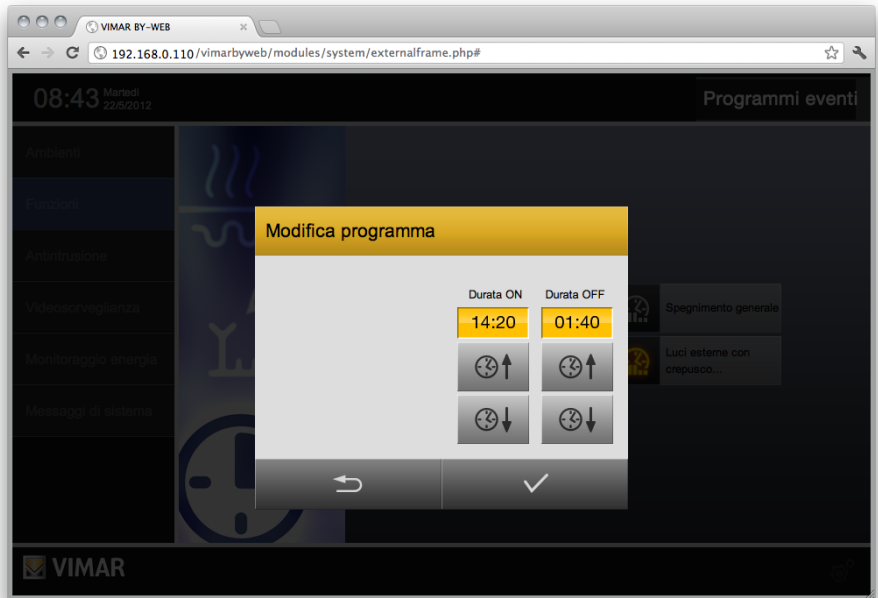 VIMAR BY-WEB
192.168.0.110/vimarbyweb/modules/system/externalframe.php#
08:43 Martedì
22/5/2012
Programmi eventi
Ambienti
Funzioni
Antintrusione
Videosorveglianza
Monitoraggio energia
Messaggi di sistema
Modifica programma
Durata ON Durata OFF
14:20 01:40
Spegnimento generale
Luci esterne con
crepusco...
VIMAR